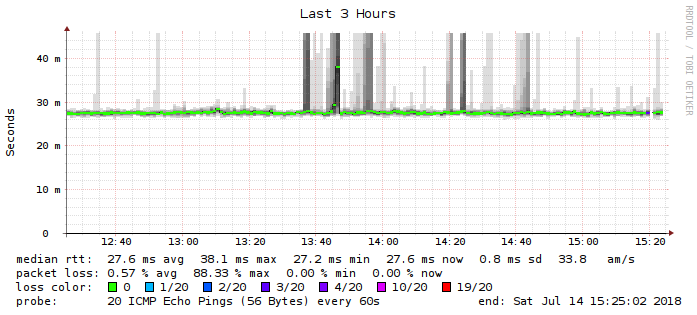 Last 3 Hours
RRDTOOL / TOBI OETIKER
Seconds
40 m
30 m
20 m
10 m
0
12:40 13:00 13:20 13:40 14:00 14:20 14:40 15:00 15:20
median rtt: 27.6 ms avg 38.1 ms max 27.2 ms min 27.6 ms now 0.8 ms sd 33.8 am/s
packet loss: 0.57 % avg 88.33 % max 0.00 % min 0.00 % now
loss color: 0 1/20 2/20 3/20 4/20 10/20 19/20
probe: 20 ICMP Echo Pings (56 Bytes) every 60s end: Sat Jul 14 15:25:02 2018